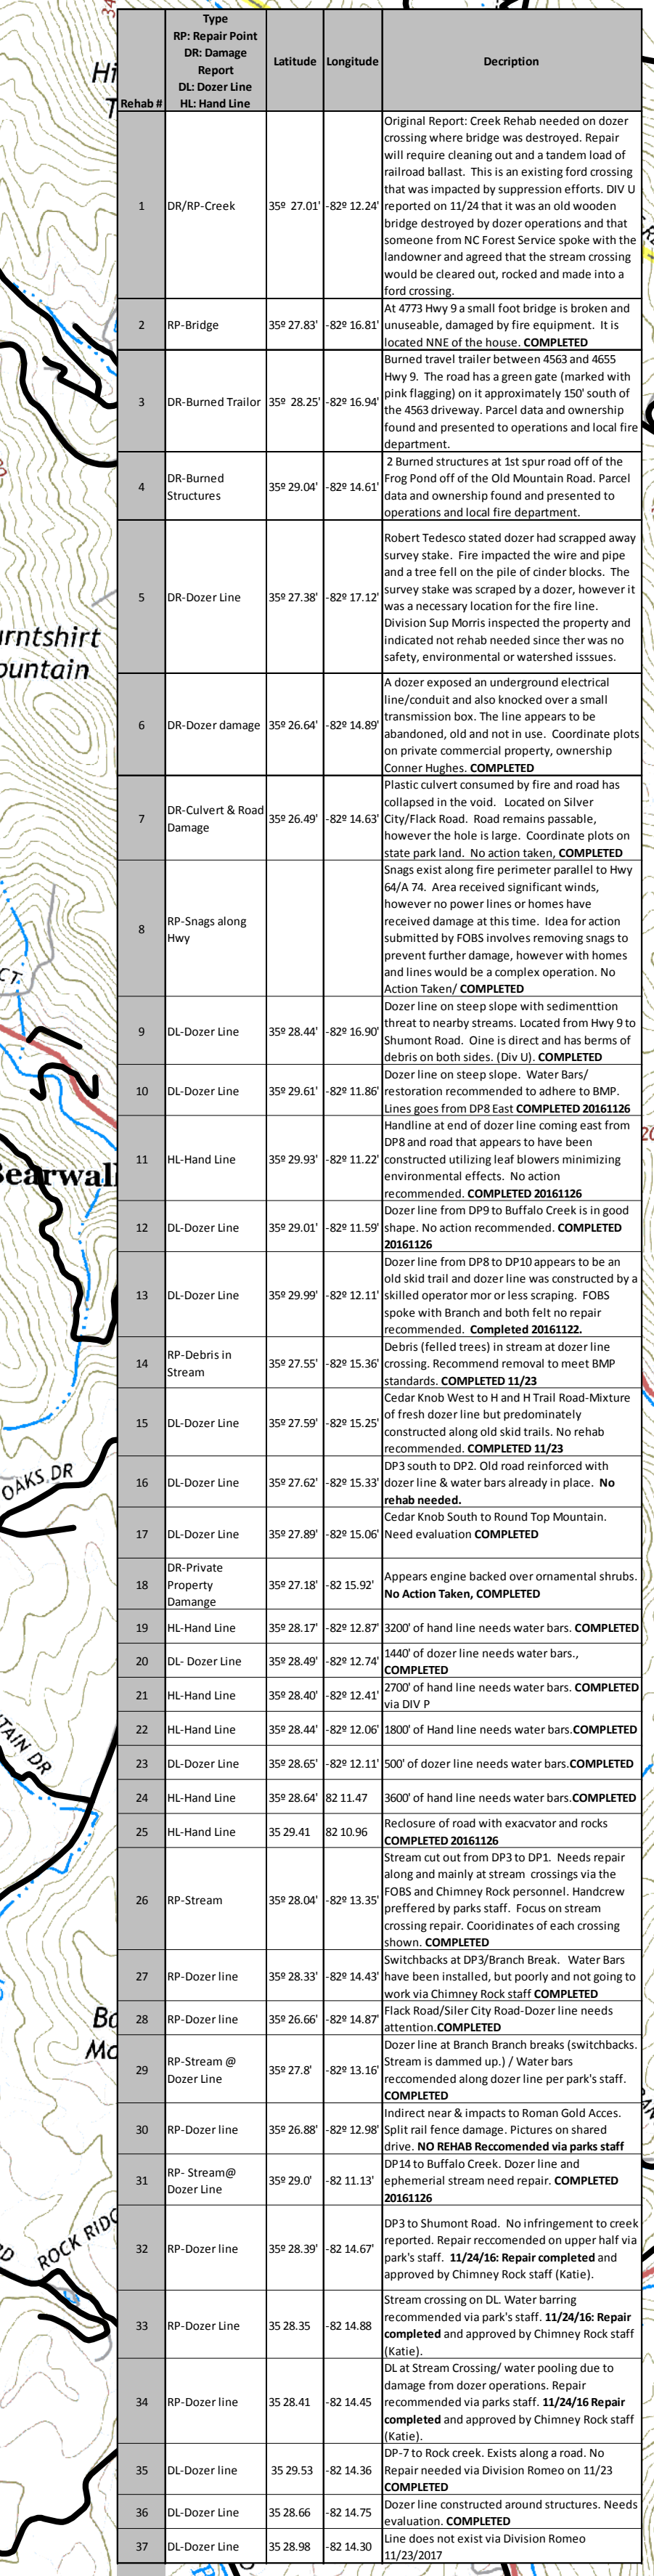 Type
RP: Repair Point
DR: Damage
Report
DL: Dozer Line
HL: Hand Line
Rehab #
Latitude
Longitude
Decription
1
DR/RP-Creek
35º 27.01'
-82º 12.24'
Original Report: Creek Rehab needed on dozer
crossing where bridge was destroyed. Repair
will require cleaning out and a tandem load of
railroad ballast. This is an existing ford crossing
that was impacted by suppression efforts. DIV U
reported on 11/24 that it was an old wooden
bridge destroyed by dozer operations and that
someone from NC Forest Service spoke with the
landowner and agreed that the stream crossing
would be cleared out, rocked and made into a
ford crossing.
2
RP-Bridge
35º 27.83'
-82º 16.81'
At 4773 Hwy 9 a small foot bridge is broken and
unuseable, damaged by fire equipment. It is
located NNE of the house. COMPLETED
3
DR-Burned Trailor
35º 28.25'
-82º 16.94'
Burned travel trailer between 4563 and 4655
Hwy 9. The road has a green gate (marked with
pink flagging) on it approximately 150' south of
the 4563 driveway. Parcel data and ownership
found and presented to operations and local fire
department.
4
DR-Burned
Structures
35º 29.04'
-82º 14.61'
2 Burned structures at 1st spur road off of the
Frog Pond off of the Old Mountain Road. Parcel
data and ownership found and presented to
operations and local fire department.
5
DR-Dozer Line
35º 27.38'
-82º 17.12'
Robert Tedesco stated dozer had scrapped away
survey stake. Fire impacted the wire and pipe
and a tree fell on the pile of cinder blocks. The
survey stake was scraped by a dozer, however it
was a necessary location for the fire line.
Division Sup Morris inspected the property and
indicated not rehab needed since ther was no
safety, environmental or watershed isssues.
6
DR-Dozer damage
35º 26.64'
-82º 14.89'
A dozer exposed an underground electrical
line/conduit and also knocked over a small
transmission box. The line appears to be
abandoned, old and not in use. Coordinate plots
on private commercial property, ownership
Conner Hughes. COMPLETED
7
DR-Culvert & Road
Damage
35º 26.49'
-82º 14.63'
Plastic culvert consumed by fire and road has
collapsed in the void. Located on Silver
City/Flack Road. Road remains passable,
however the hole is large. Coordinate plots on
state park land. No action taken, COMPLETED
8
RP-Snags along
Hwy
Snags exist along fire perimeter parallel to Hwy
64/A 74. Area received significant winds,
however no power lines or homes have
received damage at this time. Idea for action
submitted by FOBS involves removing snags to
prevent further damage, however with homes
and lines would be a complex operation. No
Action Taken/ COMPLETED
9
DL-Dozer Line
35º 28.44'
-82º 16.90'
Dozer line on steep slope with sedimenttion
threat to nearby streams. Located from Hwy 9 to
Shumont Road. Oine is direct and has berms of
debris on both sides. (Div U). COMPLETED
10
DL-Dozer Line
35º 29.61'
-82º 11.86'
Dozer line on steep slope. Water Bars/
restoration recommended to adhere to BMP.
Lines goes from DP8 East COMPLETED 20161126
11
HL-Hand Line
35º 29.93'
-82º 11.22'
Handline at end of dozer line coming east from
DP8 and road that appears to have been
constructed utilizing leaf blowers minimizing
environmental effects. No action
recommended. COMPLETED 20161126
12
DL-Dozer Line
35º 29.01'
-82º 11.59'
Dozer line from DP9 to Buffalo Creek is in good
shape. No action recommended. COMPLETED
20161126
13
DL-Dozer Line
35º 29.99'
-82º 12.11'
Dozer line from DP8 to DP10 appears to be an
old skid trail and dozer line was constructed by a
skilled operator mor or less scraping. FOBS
spoke with Branch and both felt no repair
recommended. Completed 20161122.
14
RP-Debris in
Stream
35º 27.55'
-82º 15.36'
Debris (felled trees) in stream at dozer line
crossing. Recommend removal to meet BMP
standards. COMPLETED 11/23
15
DL-Dozer Line
35º 27.59'
-82º 15.25'
Cedar Knob West to H and H Trail Road-Mixture
of fresh dozer line but predominately
constructed along old skid trails. No rehab
recommended. COMPLETED 11/23
16
DL-Dozer Line
35º 27.62'
-82º 15.33'
DP3 south to DP2. Old road reinforced with
dozer line & water bars already in place. No
rehab needed.
17
DL-Dozer Line
35º 27.89'
-82º 15.06'
Cedar Knob South to Round Top Mountain.
Need evaluation COMPLETED
18
DR-Private
Property
Damange
35º 27.18'
-82 15.92'
Appears engine backed over ornamental shrubs.
No Action Taken, COMPLETED
19
HL-Hand Line
35º 28.17'
-82º 12.87'
3200' of hand line needs water bars. COMPLETED
20
DL- Dozer Line
35º 28.49'
-82º 12.74'
1440' of dozer line needs water bars.,
COMPLETED
21
HL-Hand Line
35º 28.40'
-82º 12.41'
2700' of hand line needs water bars. COMPLETED
via DIV P
22
HL-Hand Line
35º 28.44'
-82º 12.06'
1800' of Hand line needs water bars.COMPLETED
23
DL-Dozer Line
35º 28.65'
-82º 12.11'
500' of dozer line needs water bars.COMPLETED
24
HL-Hand Line
35º 28.64'
82 11.47
3600' of hand line needs water bars.COMPLETED
25
HL-Hand Line
35 29.41
82 10.96
Reclosure of road with exacavator and rocks
COMPLETED 20161126
26
RP-Stream
35º 28.04'
-82º 13.35'
Stream cut out from DP3 to DP1. Needs repair
along and mainly at stream crossings via the
FOBS and Chimney Rock personnel. Handcrew
preffered by parks staff. Focus on stream
crossing repair. Cooridinates of each crossing
shown. COMPLETED
27
RP-Dozer line
35º 28.33'
-82º 14.43'
Switchbacks at DP3/Branch Break. Water Bars
have been installed, but poorly and not going to
work via Chimney Rock staff COMPLETED
28
RP-Dozer line
35º 26.66'
-82º 14.87'
Flack Road/Siler City Road-Dozer line needs
attention.COMPLETED
29
RP-Stream @
Dozer Line
35º 27.8'
-82º 13.16'
Dozer line at Branch Branch breaks (switchbacks.
Stream is dammed up.) / Water bars
reccomended along dozer line per park's staff.
COMPLETED
30
RP-Dozer line
35º 26.88'
-82º 12.98'
Indirect near & impacts to Roman Gold Acces.
Split rail fence damage. Pictures on shared
drive. NO REHAB Reccomended via parks staff
31
RP- Stream@
Dozer Line
35º 29.0'
-82 11.13'
DP14 to Buffalo Creek. Dozer line and
ephemerial stream need repair. COMPLETED
20161126
32
RP-Dozer line
35º 28.39'
-82 14.67'
DP3 to Shumont Road. No infringement to creek
reported. Repair reccomended on upper half via
park's staff. 11/24/16: Repair completed and
approved by Chimney Rock staff (Katie).
33
RP-Dozer Line
35 28.35
-82 14.88
Stream crossing on DL. Water barring
recommended via park's staff. 11/24/16: Repair
completed and approved by Chimney Rock staff
(Katie).
34
RP-Dozer line
35 28.41
-82 14.45
DL at Stream Crossing/ water pooling due to
damage from dozer operations. Repair
recommended via parks staff. 11/24/16 Repair
completed and approved by Chimney Rock staff
(Katie).
35
DL-Dozer line
35 29.53
-82 14.36
DP-7 to Rock creek. Exists along a road. No
Repair needed via Division Romeo on 11/23
COMPLETED
36
DL-Dozer Line
35 28.66
-82 14.75
Dozer line constructed around structures. Needs
evaluation. COMPLETED
37
DL-Dozer Line
35 28.98
-82 14.30
Line does not exist via Division Romeo
11/23/2017
Hi
T
34
urntshirt
ountain
CT
Bearwall
OAKS DR
TAIN DR
Ba
Mo
ROCK RIDG
RD
20